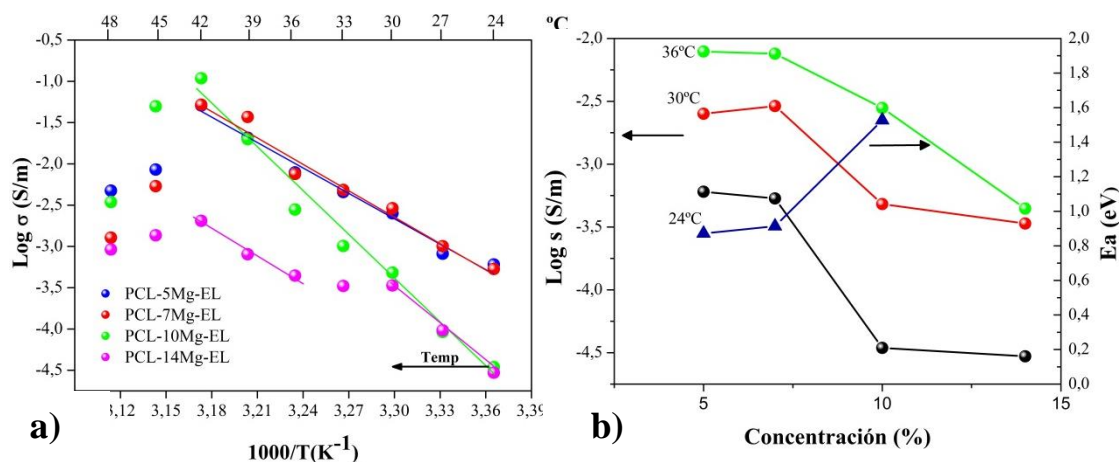 48 45 42 39 36 33 30 27 24 ºC
-0,5
-1,0
-1,5
-2,0
-2,5
-3,0
-3,5
-4,0
-4,5
Log σ (S/m)
PCL-5Mg-EL
PCL-7Mg-EL
PCL-10Mg-EL
PCL-14Mg-EL
Temp
3,12 3,15 3,18 3,21 3,24 3,27 3,30 3,33 3,36 3,39
a)
1000/T(K-1)
-2,0
-2,5
-3,0
-3,5
-4,0
-4,5
Log s (S/m)
36ºC
30ºC
24ºC
2,0
1,8
1,6
1,4
1,2
1,0
0,8
0,6
0,4
0,2
0,0
Ea (eV)
5 10
b)
Concentración (%)